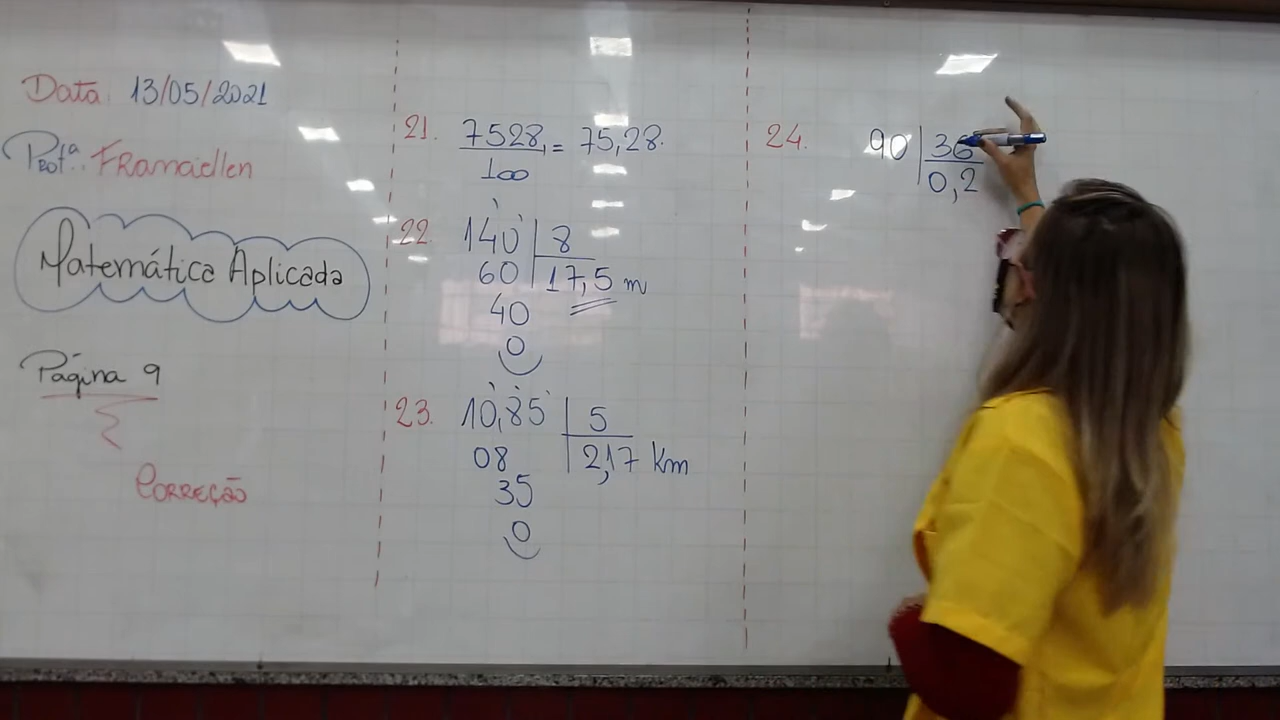 Data: 13/05/2021
Profª.: Framciellen
Matemática Aplicada
Página 9
Correção
21. 7528 = 75,28.
100
22. 140 8
60 17,5 m
40
0
23. 10,85 5
08 2,17 km
35
0
24. 90 36
0,2